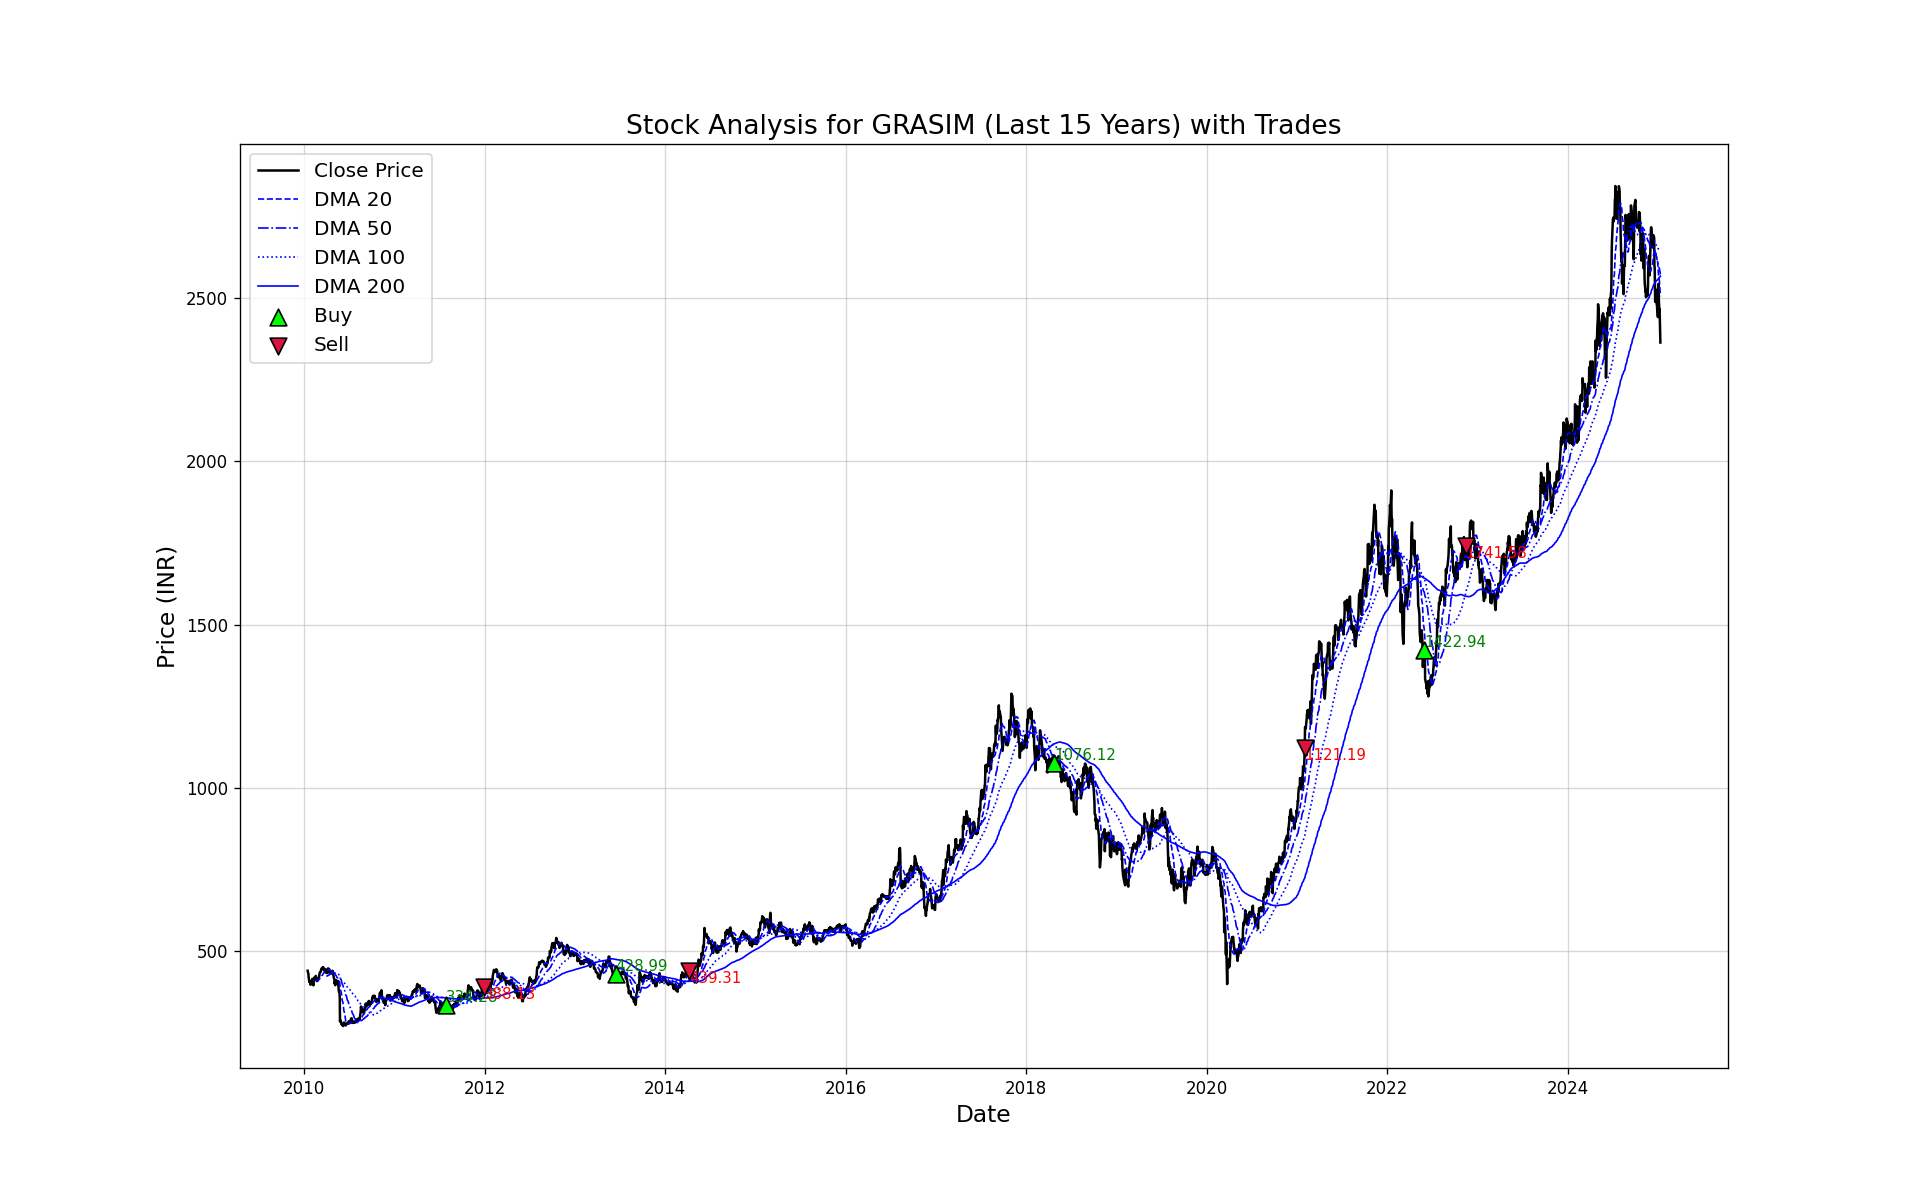 Stock Analysis for GRASIM (Last 15 Years) with Trades
Close Price
DMA 20
DMA 50
DMA 100
DMA 200
Buy
Sell
Price (INR)
2500
2000
1500
1000
500
1741.58
1422.94
1076.12
1121.19
428.99
439.31
2010
2012
2014
2016
2018
2020
2022
2024
Date